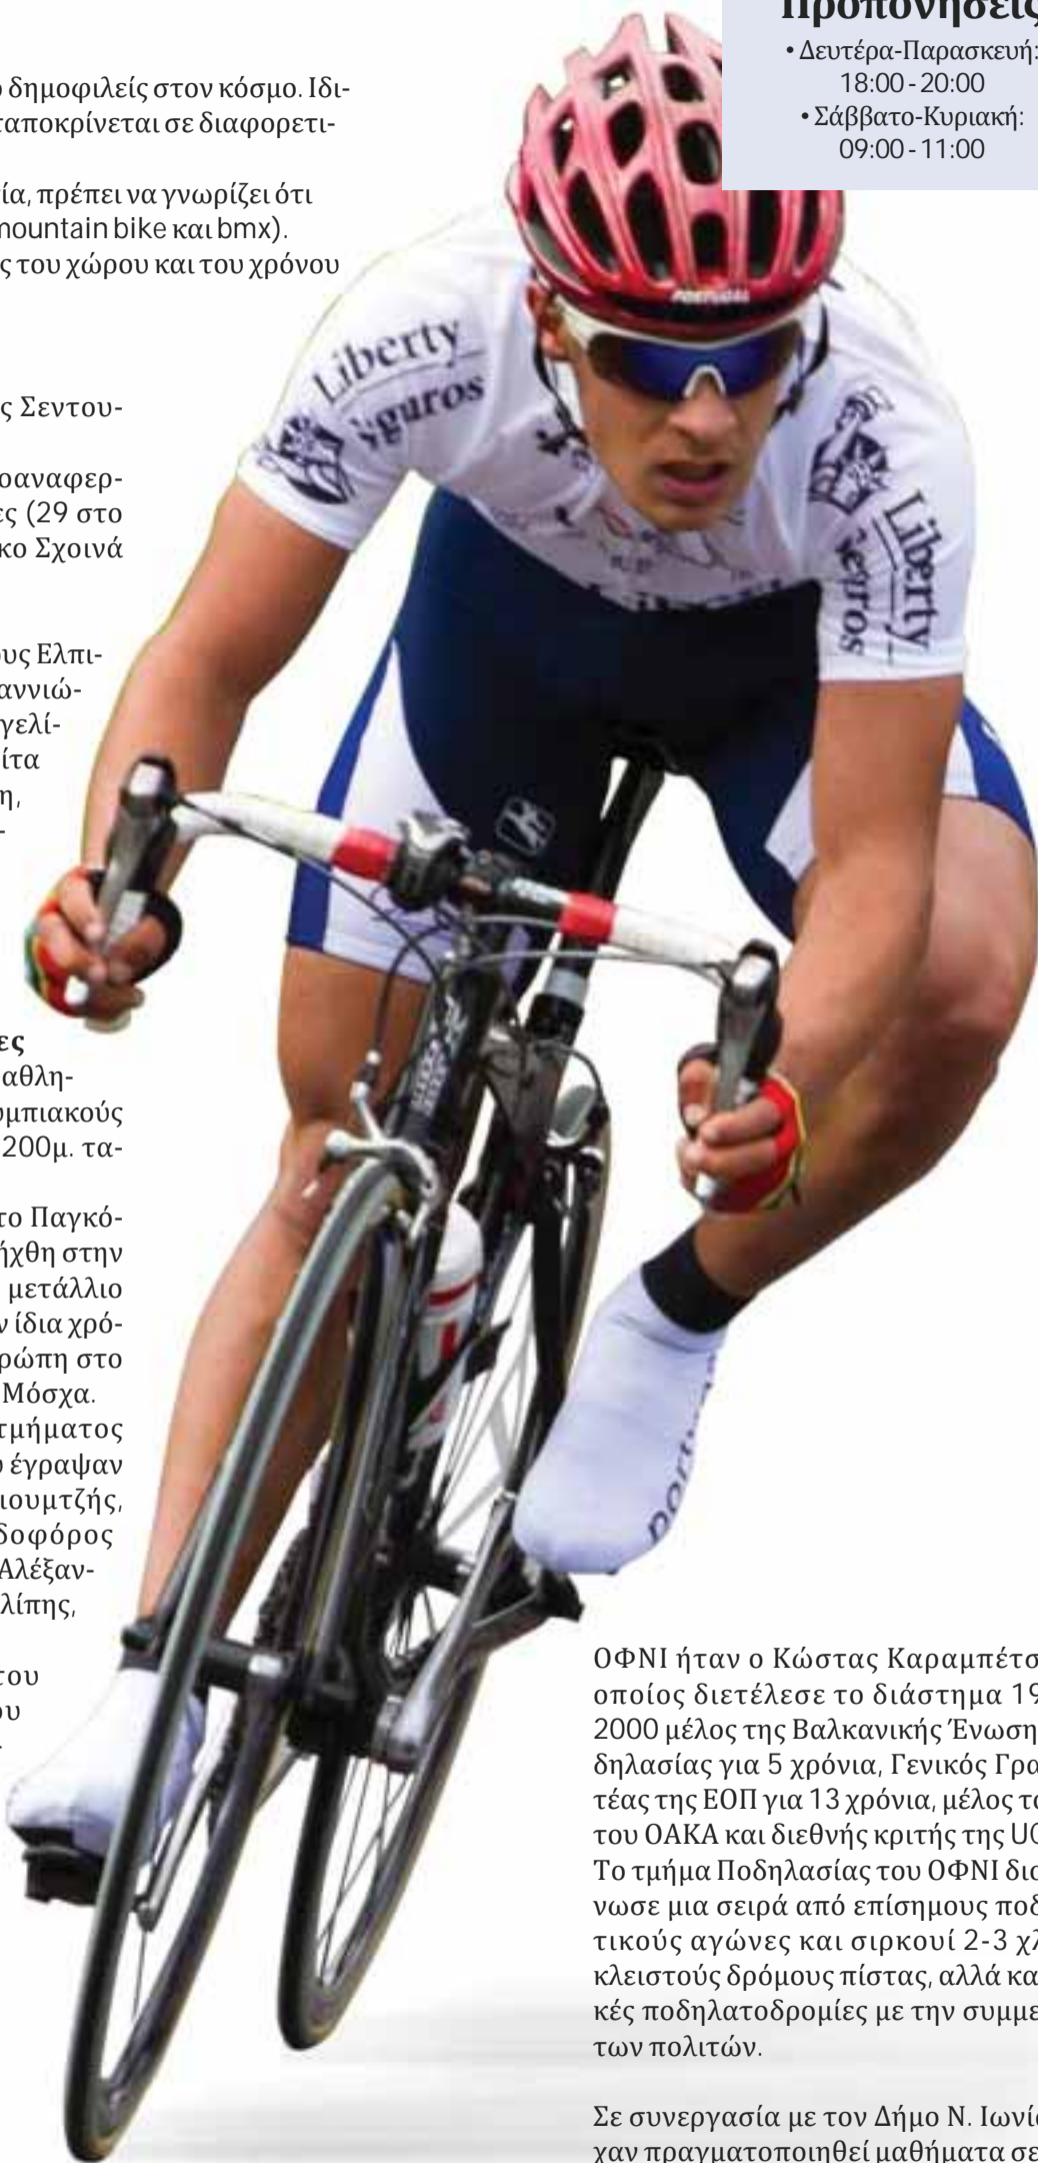 Προπονήσεις
• Δευτέρα-Παρασκευή:
18:00 - 20:00
• Σάββατο-Κυριακή:
09:00 - 11:00
δημοφιλείς στον κόσμο. Ιδι-
ταποκρίνεται σε διαφορετι-
ία, πρέπει να γνωρίζει ότι
mountain bike και bmx).
ς του χώρου και του χρόνου
ς Σεντου-
οαναφερ-
ες (29 στο
κο Σχοινά
υς Ελπι-
αννιώ-
γελί-
ίτα
η,
-
ες
αθλη-
υμπιακούς
200μ. τα-
το Παγκό-
ήχθη στην
μετάλλιο
ν ίδια χρό-
ρώπη στο
Μόσχα.
τμήματος
υ έγραψαν
ιουμτζής,
δοφόρος
Αλέξαν-
λίπης,
του
ου
-
Liberty
Seguros
PORTUGAL
Liberty
Seguros
ΟΦΝΙ ήταν ο Κώστας Καραμπέτσ
οποίος διετέλεσε το διάστημα 19
2000 μέλος της Βαλκανικής Ένωση
δηλασίας για 5 χρόνια, Γενικός Γρα
τέας της ΕΟΠ για 13 χρόνια, μέλος το
του ΟΑΚΑ και διεθνής κριτής της UC
Το τμήμα Ποδηλασίας του ΟΦΝΙ διο
νωσε μια σειρά από επίσημους ποδ
τικούς αγώνες και σιρκουί 2-3 χλ
κλειστούς δρόμους πίστας, αλλά κα
κές ποδηλατοδρομίες με την συμμε
των πολιτών.
Σε συνεργασία με τον Δήμο Ν. Ιωνία
χαν πραγματοποιηθεί μαθήματα σε